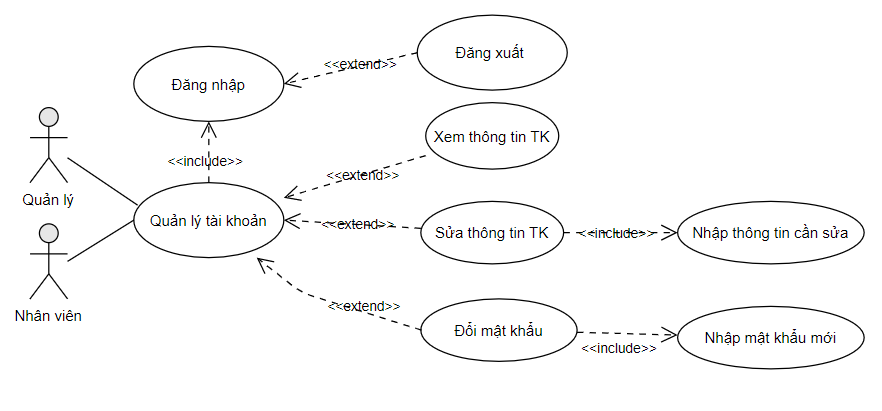 Đăng xuất
<<extend>>
Đăng nhập
Xem thông tin TK
<<include>>
<<extend>>
Quản lý
Quản lý tài khoản
<<extend>>
Sửa thông tin TK
<<include>>
Nhập thông tin cần sửa
Nhân viên
<<extend>>
Đổi mật khẩu
<<include>>
Nhập mật khẩu mới